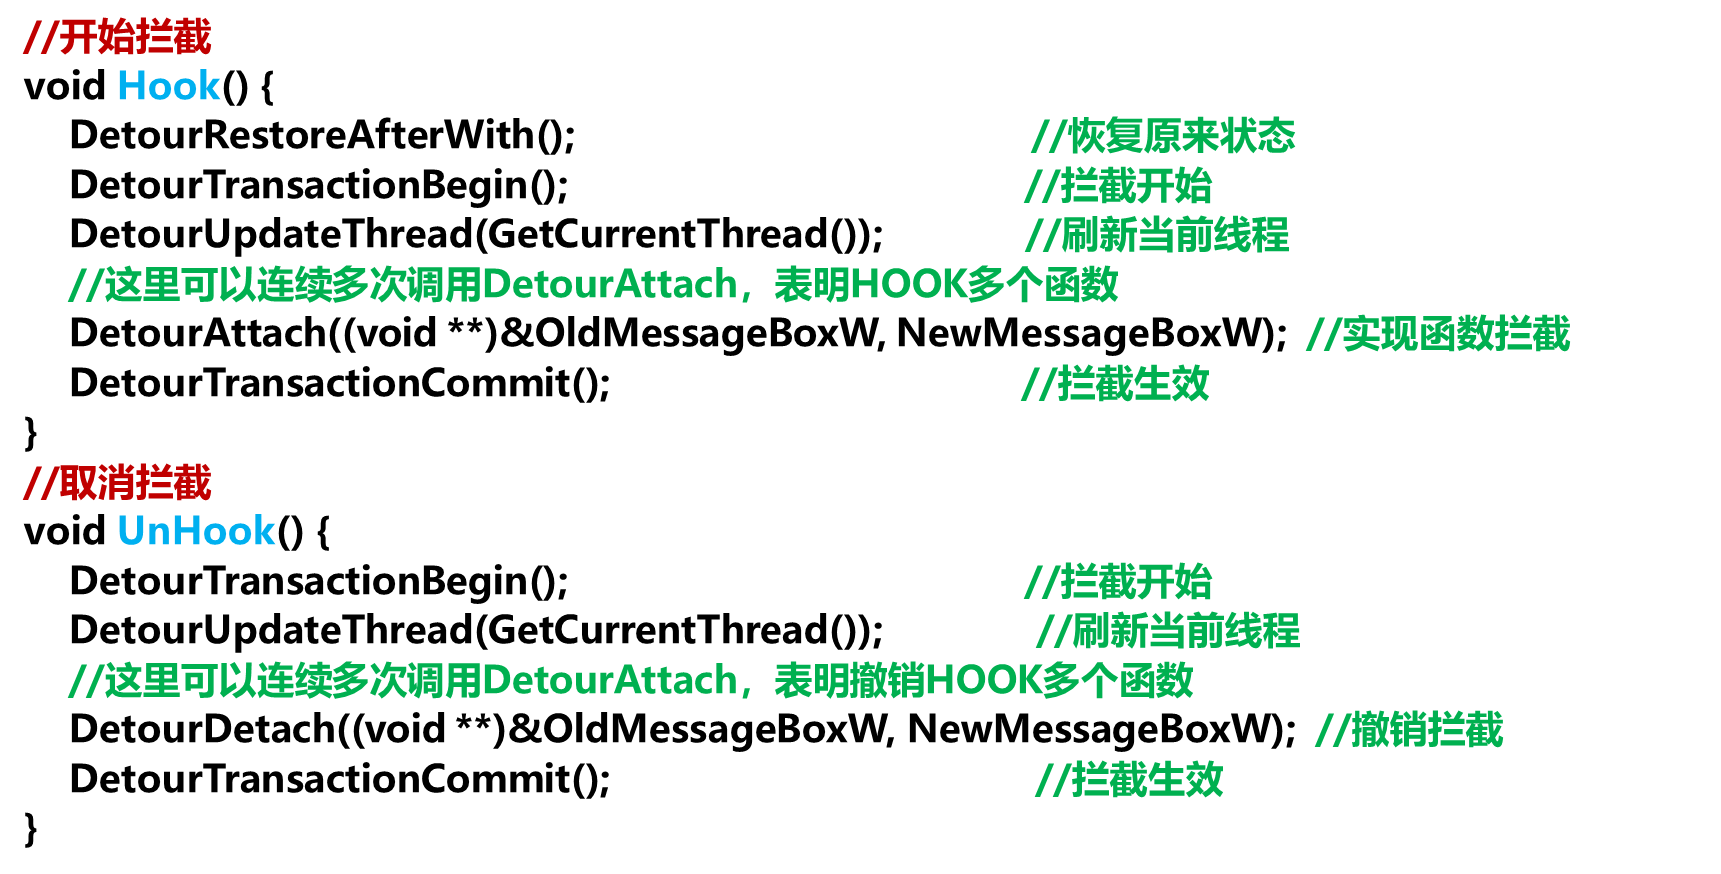 //开始拦截
void Hook() {
DetourRestoreAfterWith(); //恢复原来状态
DetourTransactionBegin(); //拦截开始
DetourUpdateThread(GetCurrentThread()); //刷新当前线程
//这里可以连续多次调用DetourAttach，表明HOOK多个函数
DetourAttach((void **)&OldMessageBoxW, NewMessageBoxW); //实现函数拦截
DetourTransactionCommit(); //拦截生效
}
//取消拦截
void UnHook() {
DetourTransactionBegin(); //拦截开始
DetourUpdateThread(GetCurrentThread()); //刷新当前线程
//这里可以连续多次调用DetourAttach，表明撤销HOOK多个函数
DetourDetach((void **)&OldMessageBoxW, NewMessageBoxW); //撤销拦截
DetourTransactionCommit(); //拦截生效
}